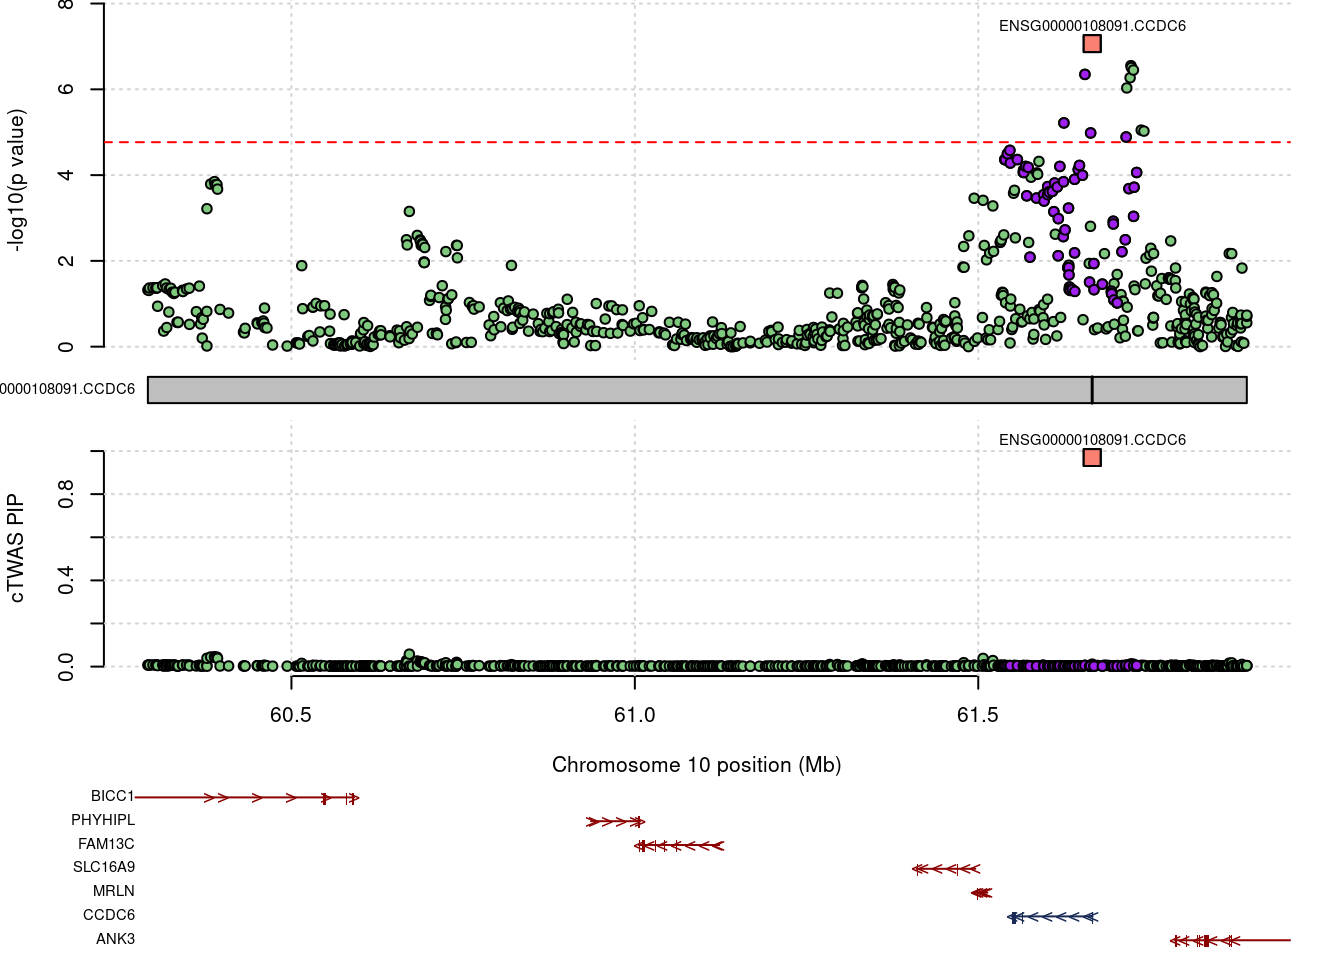 8
6
4
2
0
-log10(p value)
ENSG00000108091.CCDC6
0000108091.CCDC6
ENSG00000108091.CCDC6
0.8
0.4
0.0
cTWAS PIP
60.5 61.0 61.5
Chromosome 10 position (Mb)
BICC1
PHYHIPL
FAM13C
SLC16A9
MRLN
CCDC6
ANK3